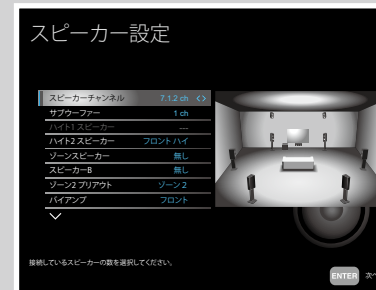 スピーカー設定
スピーカーチャンネル 7.1.2 ch
サブウーファー 1 ch
ハイト1 スピーカー ---
ハイト2 スピーカー フロント ハイ
ゾーンスピーカー 無し
スピーカーB 無し
ゾーン2 プリアウト ゾーン 2
バイアンプ フロント
接続しているスピーカーの数を選択してください。
ENTER 次へ